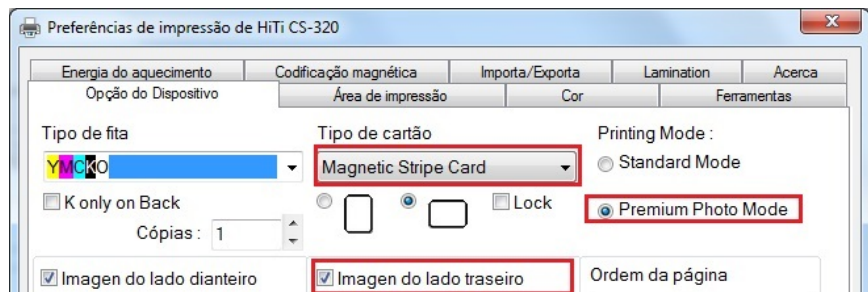 Preferências de impressão de HiTi CS-320
x
Energia do aquecimento Codificação magnética Importa/Exporta Lamination Acerca
Opção do Dispositivo Área de impressão Cor Ferramentas
Tipo de fita Tipo de cartão Printing Mode :
YMCKO Magnetic Stripe Card Standard Mode
K only on Back Lock Premium Photo Mode
Cópias : 1
Imagen do lado dianteiro Imagen do lado traseiro Ordem da página